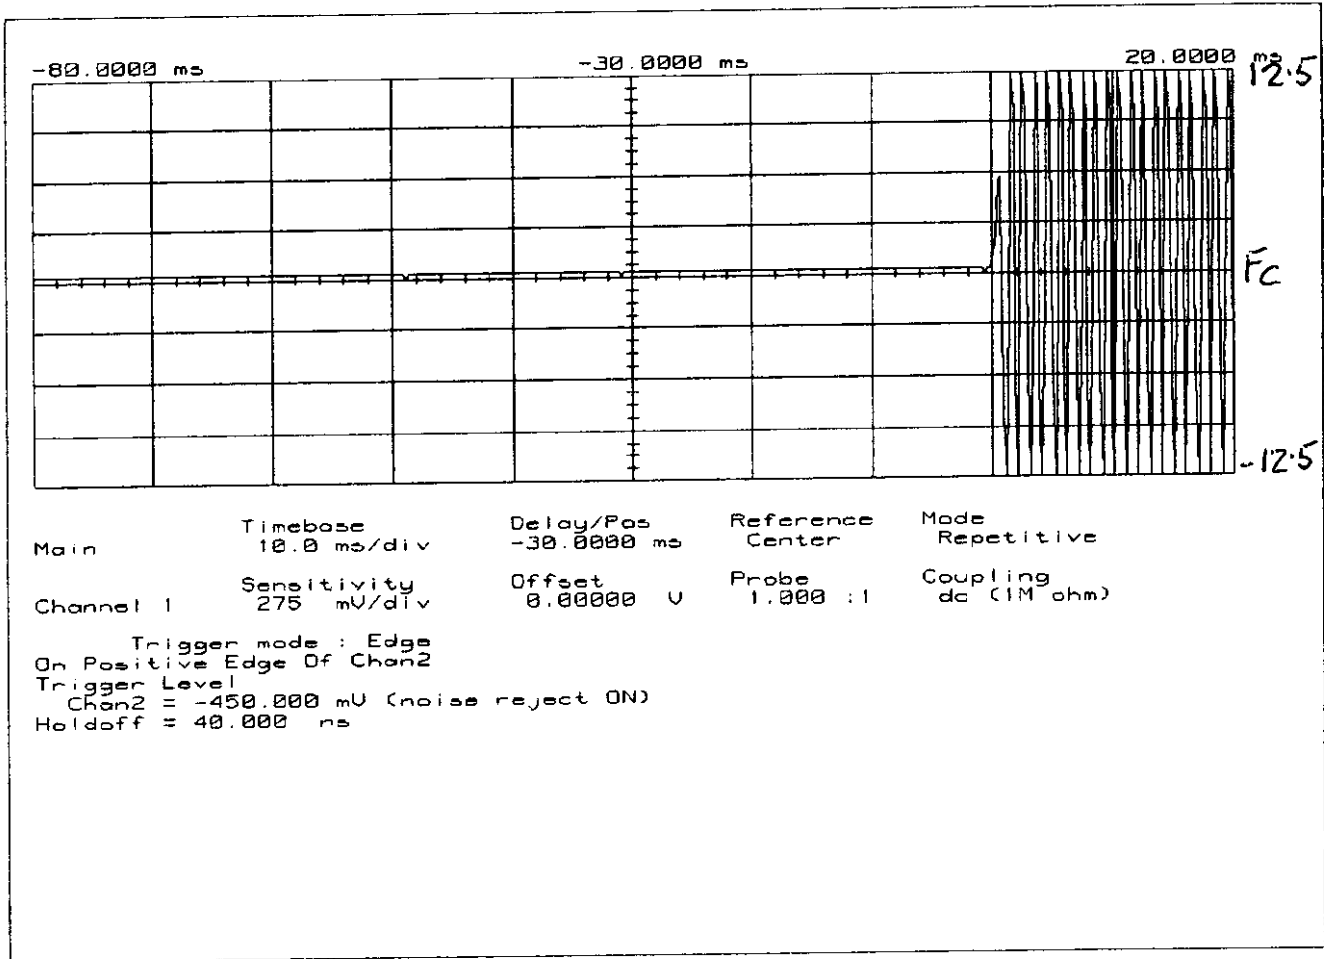 -80.0000 ms -30.0000 ms 20.0000 ms
12.5
Fc
-12.5
Timebase Delay/Pos Reference Mode
Main 10.0 ms/div -30.0000 ms Center Repetitive
Sensitivity Offset Probe Coupling
Channel 1 275 mV/div 0.00000 V 1.000 :1 dc (1M ohm)
Trigger mode : Edge
On Positive Edge Of Chan2
Trigger Level
Chan2 = -450.000 mV (noise reject ON)
Holdoff = 40.000 ns